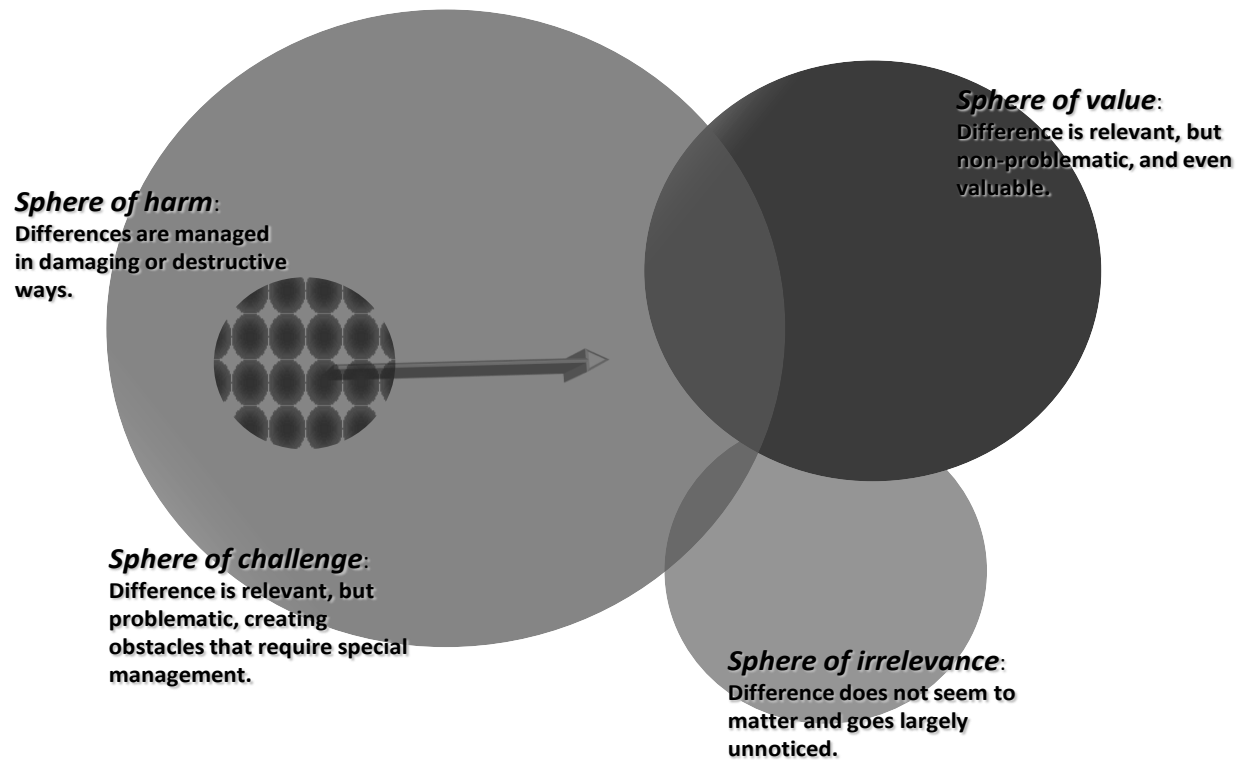 Sphere of value:
Difference is relevant, but
non-problematic, and even
valuable.
Sphere of harm:
Differences are managed
in damaging or destructive
ways.
Sphere of challenge:
Difference is relevant, but
problematic, creating
obstacles that require special
management.
Sphere of irrelevance:
Difference does not seem to
matter and goes largely
unnoticed.